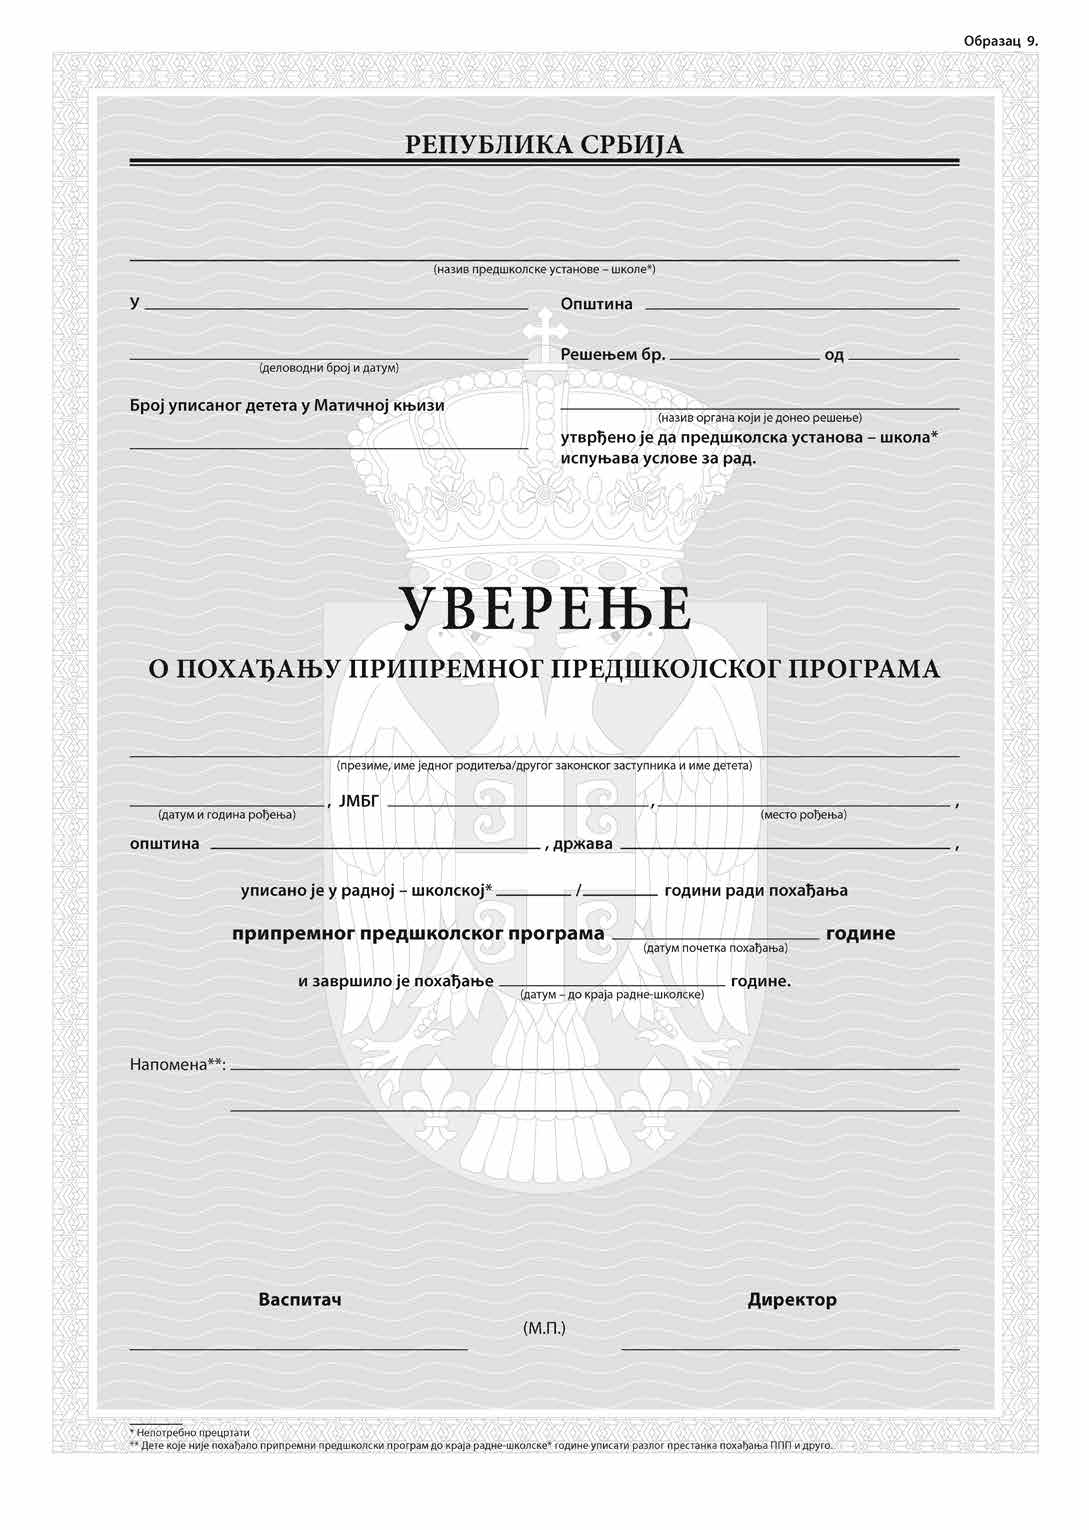 Образац 9.
РЕПУБЛИКА СРБИЈА
(назив предшколске установе – школе*)
У Општина
Решењем бр. од
(деловодни број и датум)
Број уписаног детета у Матичној књизи
(назив органа који је донео решење)
утврђено је да предшколска установа – школа*
испуњава услове за рад.
УВЕРЕЊЕ
О ПОХАЂАЊУ ПРИПРЕМНОГ ПРЕДШКОЛСКОГ ПРОГРАМА
(презиме, име једног родитеља/другог законског заступника и име детета)
, ЈМБГ , ,
(датум и година рођења) (место рођења)
општина , држава ,
уписано је у радној – школској* / години ради похађања
припремног предшколског програма године
(датум почетка похађања)
и завршило је похађање године.
(датум – до краја радне-школске)
Напомена**:
Васпитач Директор
(М.П.)
* Непотребно прецртати
** Дете које није похађало припремни предшколски програм до краја радне-школске* године уписати разлог престанка похађања ППП и друго.